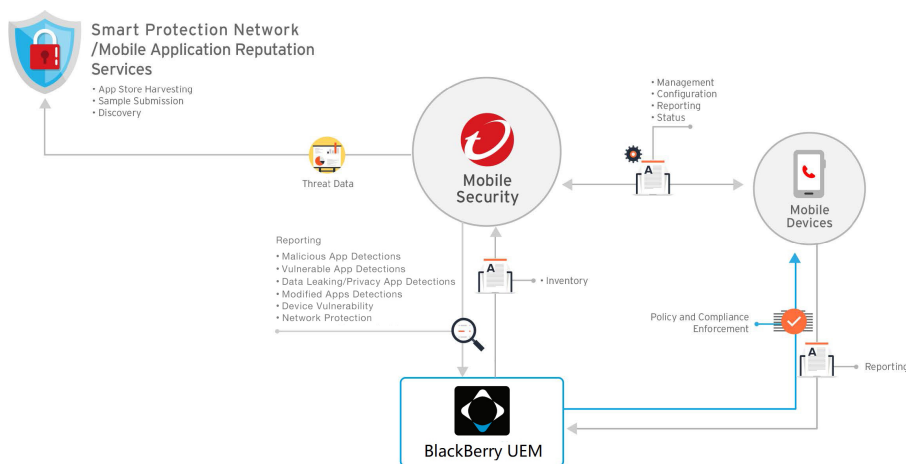 Smart Protection Network
/Mobile Application Reputation
Services
• App Store Harvesting
• Sample Submission
• Discovery
Threat Data
Mobile
Security
• Management
• Configuration
• Reporting
• Status
A
Mobile
Devices
Reporting
• Malicious App Detections
• Vulnerable App Detections
• Data Leaking/Privacy App Detections
• Modified Apps Detections
• Device Vulnerability
• Network Protection
A
• Inventory
Policy and Compliance
Enforcement
A
Reporting
BlackBerry UEM